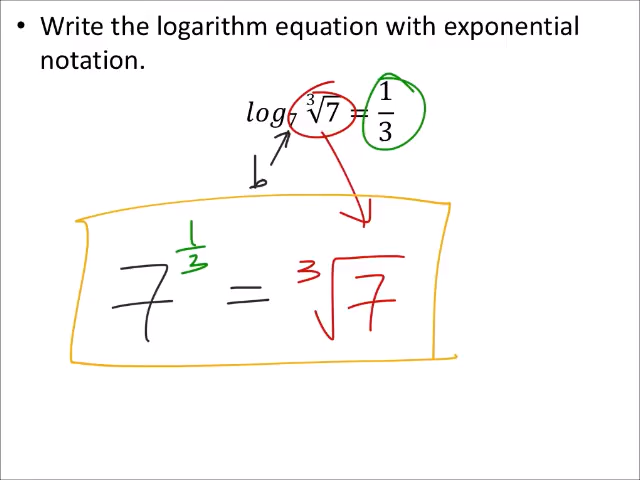 • Write the logarithm equation with exponential
notation.
log₇ ∛7 = 1/3
b
7^(1/3) = ∛7